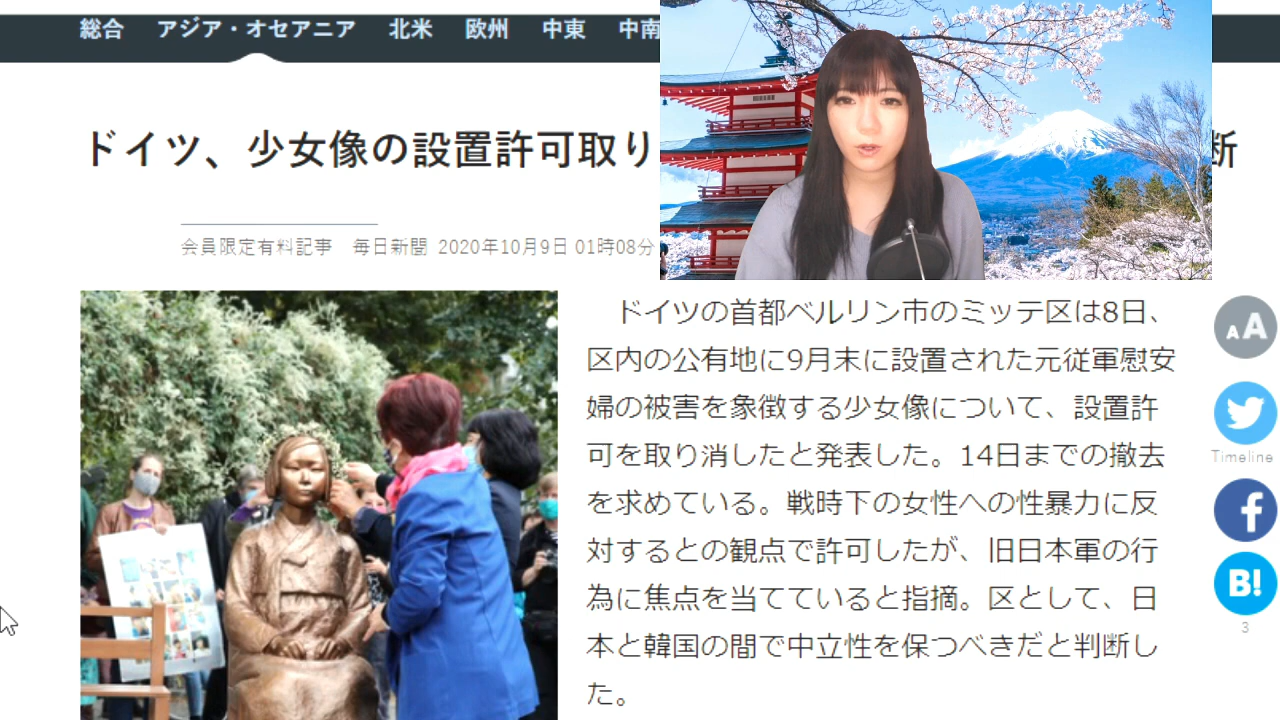 総合 アジア・オセアニア 北米 欧州 中東 中南
ドイツ、少女像の設置許可取り
断
会員限定有料記事 毎日新聞 2020年10月9日 01時08分
ドイツの首都ベルリン市のミッテ区は8日、
区内の公有地に9月末に設置された元従軍慰安
婦の被害を象徴する少女像について、設置許
可を取り消したと発表した。14日までの撤去
を求めている。戦時下の女性への性暴力に反
対するとの観点で許可したが、旧日本軍の行
為に焦点を当てていると指摘。区として、日
本と韓国の間で中立性を保つべきだと判断し
た。
AA
Timeline
f
B!
3